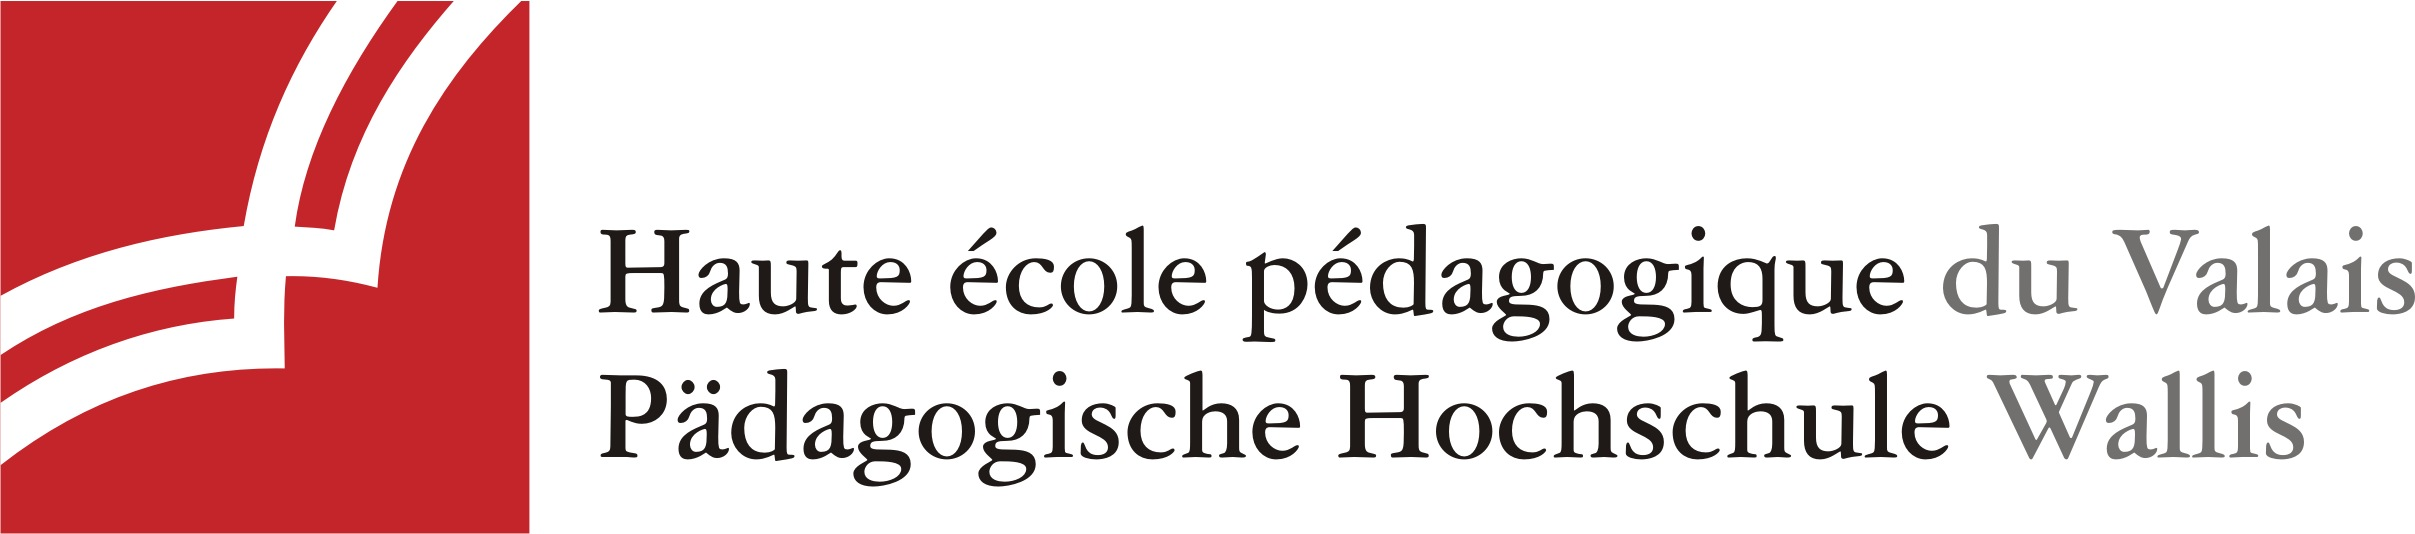 Haute école pédagogique du Valais
Pädagogische Hochschule Wallis